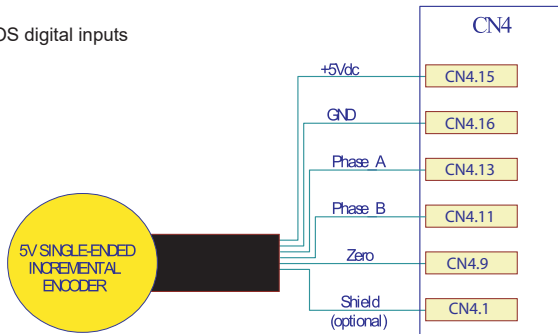 OS digital inputs
CN4
+5Vdc
CN4.15
GND
CN4.16
Phase_A
CN4.13
Phase_B
CN4.11
5V SINGLE-ENDED
INCREMENTAL
ENCODER
Zero
CN4.9
Shield
(optional)
CN4.1